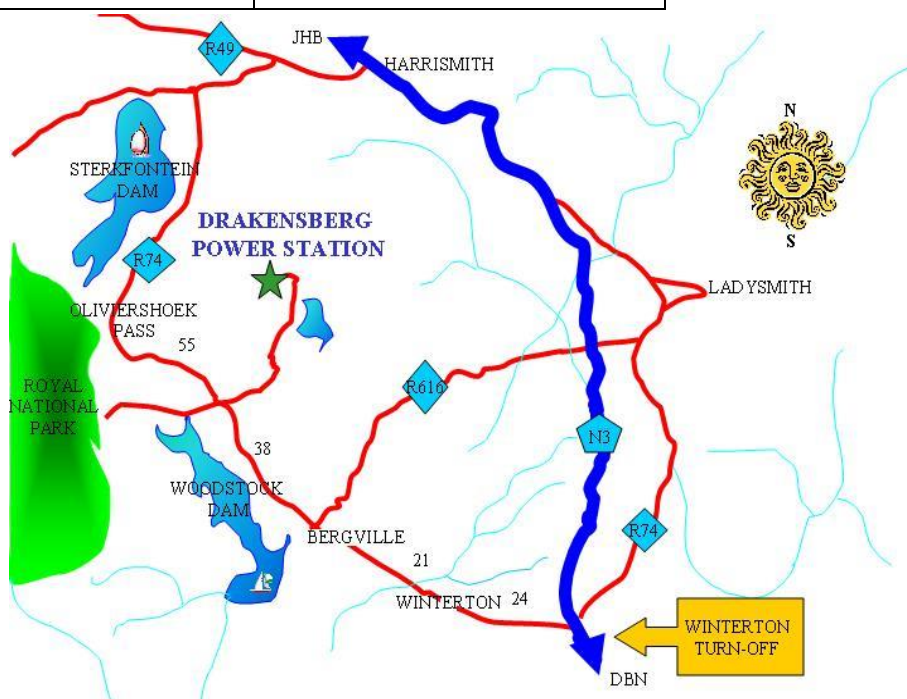 R49
JHB
HARRISMITH
N
STERKFONTEIN
DAM
S
DRAKENSBERG
POWER STATION
R74
LADYSMITH
OLIVIERSHOEK
PASS
55
ROYAL
NATIONAL
PARK
R616
N3
38
WOODSTOCK
DAM
BERGVILLE
R74
21
WINTERTON
24
WINTERTON
TURN-OFF
DBN